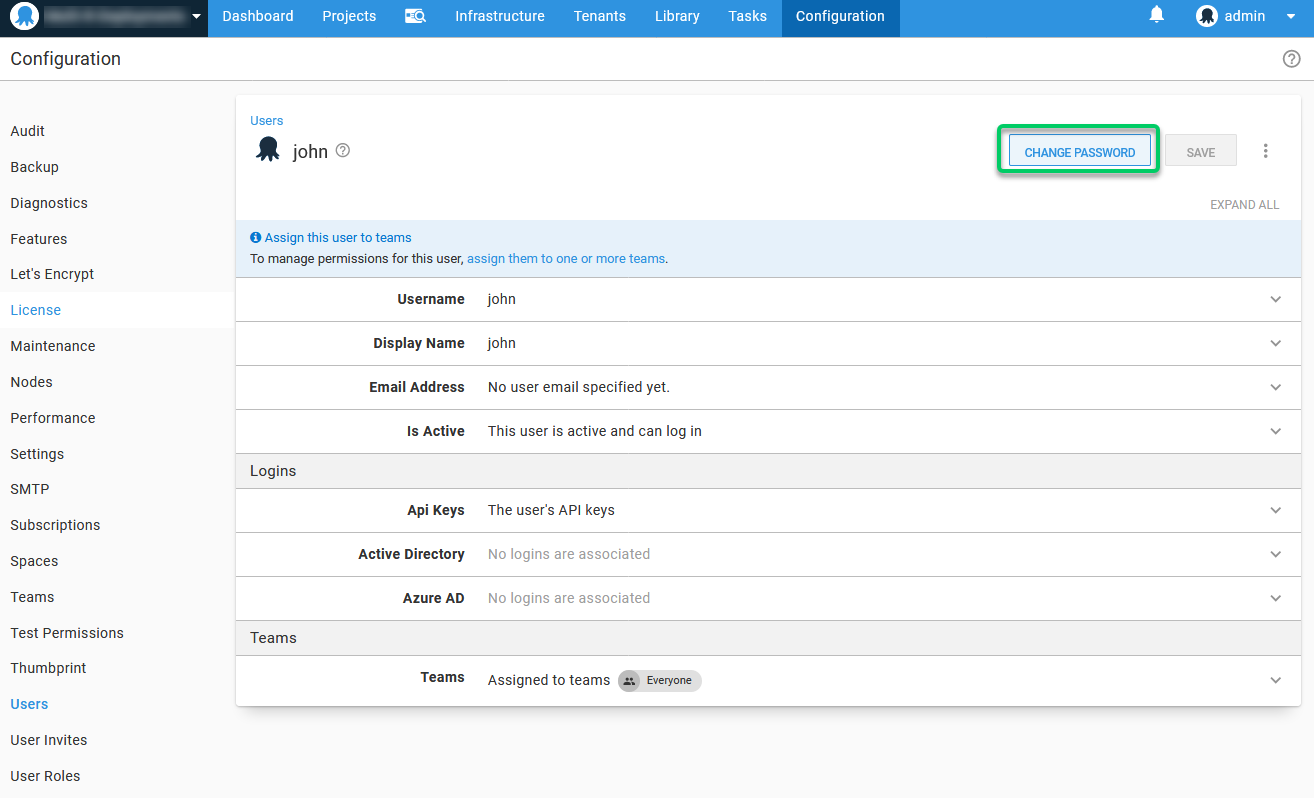 Dashboard Projects Infrastructure Tenants Library Tasks Configuration admin
Configuration
Audit
Backup
Diagnostics
Features
Let's Encrypt
License
Maintenance
Nodes
Performance
Settings
SMTP
Subscriptions
Spaces
Teams
Test Permissions
Thumbprint
Users
User Invites
User Roles
Users
john
CHANGE PASSWORD SAVE
EXPAND ALL
Assign this user to teams
To manage permissions for this user, assign them to one or more teams.
Username john
Display Name john
Email Address No user email specified yet.
Is Active This user is active and can log in
Logins
Api Keys The user's API keys
Active Directory No logins are associated
Azure AD No logins are associated
Teams
Teams Assigned to teams Everyone